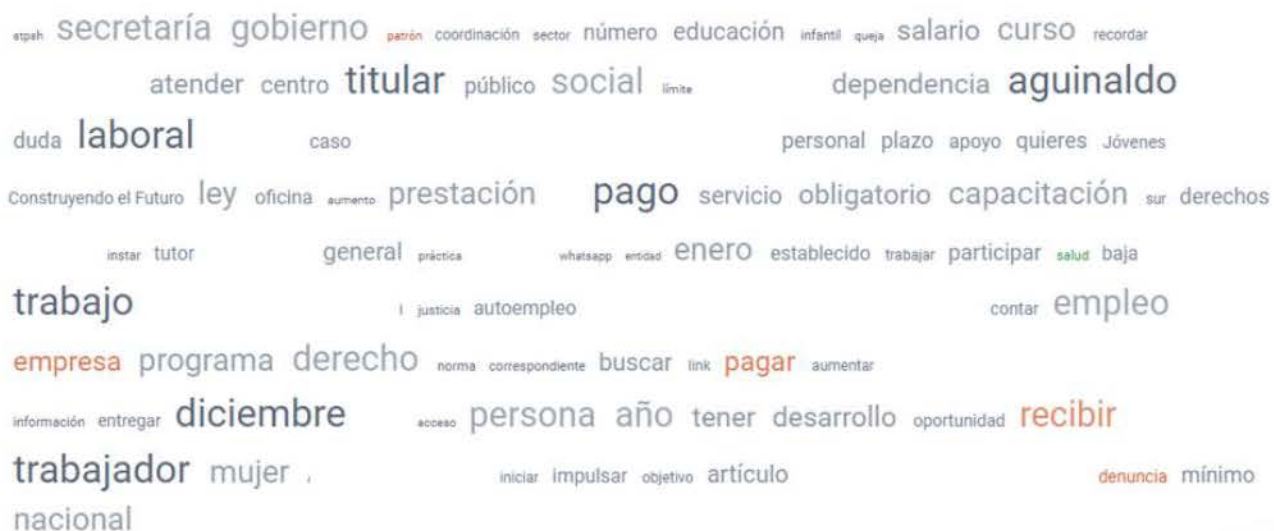 stpsh secretaría gobierno patrón coordinación sector número educación infantil queja salario curso recordar
atender centro titular público social límite dependencia aguinaldo
duda laboral caso personal plazo apoyo quieres Jóvenes
Construyendo el Futuro ley oficina aumento prestación pago servicio obligatorio capacitación sur derechos
instar tutor general práctica whatsapp entidad enero establecido trabajar participar salud baja
trabajo l justicia autoempleo contar empleo
empresa programa derecho norma correspondiente buscar link pagar aumentar
información entregar diciembre acceso persona año tener desarrollo oportunidad recibir
trabajador mujer iniciar impulsar objetivo artículo denuncia mínimo
nacional